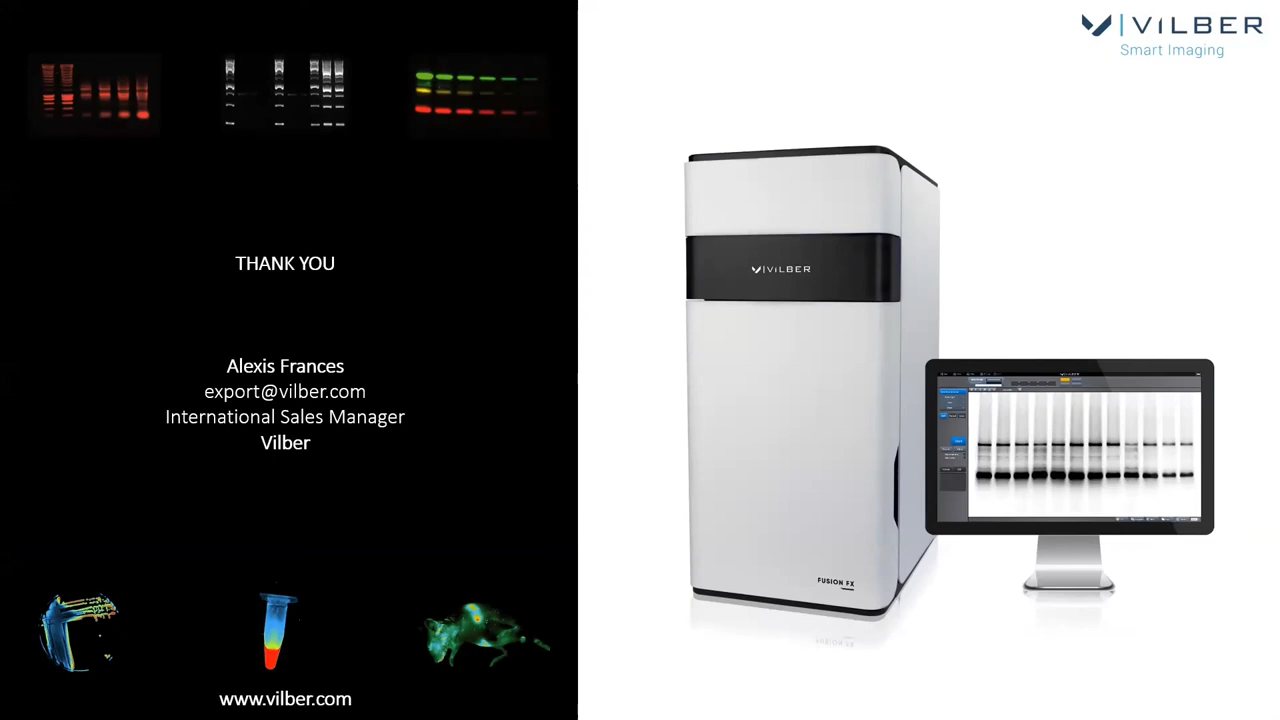 VILBER
Smart Imaging
THANK YOU
Alexis Frances
export@vilber.com
International Sales Manager
Vilber
www.vilber.com
VILBER
FUSION FX